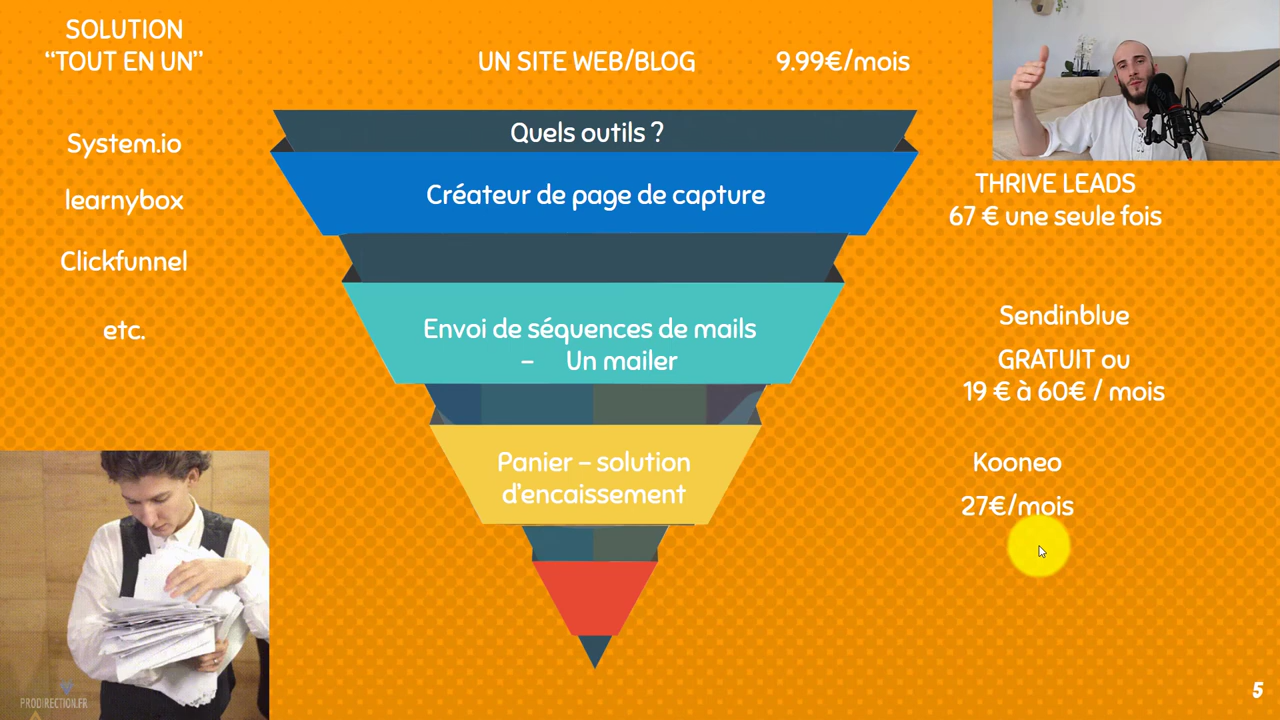 SOLUTION
“TOUT EN UN”
System.io
learnybox
Clickfunnel
etc.
UN SITE WEB/BLOG
9.99€/mois
Quels outils ?
Créateur de page de capture
Envoi de séquences de mails
– Un mailer
Panier – solution
d’encaissement
THRIVE LEADS
67 € une seule fois
Sendinblue
GRATUIT ou
19 € à 60€ / mois
Kooneo
27€/mois
PRODIRECTION.FR
5